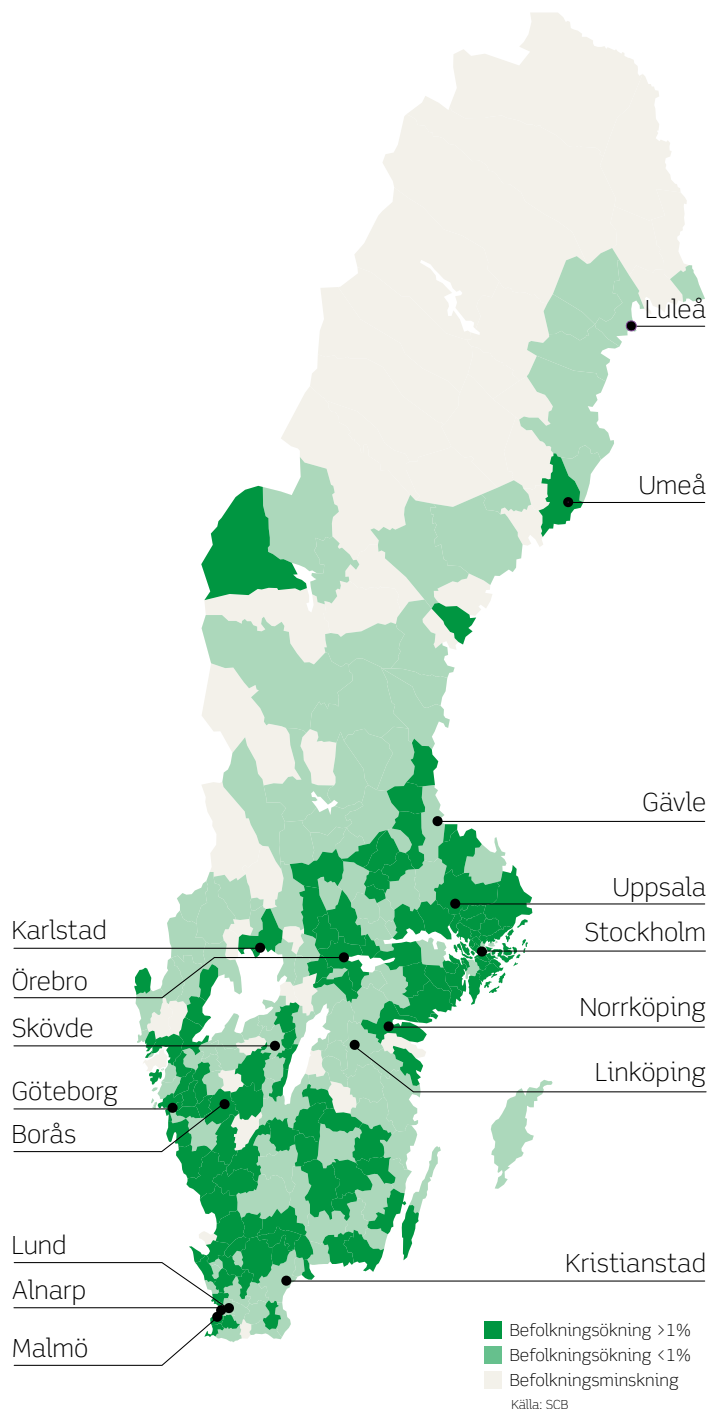 Luleå
Umeå
Gävle
Uppsala
Karlstad
Stockholm
Örebro
Norrköping
Skövde
Linköping
Göteborg
Borås
Lund
Kristianstad
Alnarp
Malmö
Befolkningsökning >1%
Befolkningsökning <1%
Befolkningsminskning
Källa: SCB